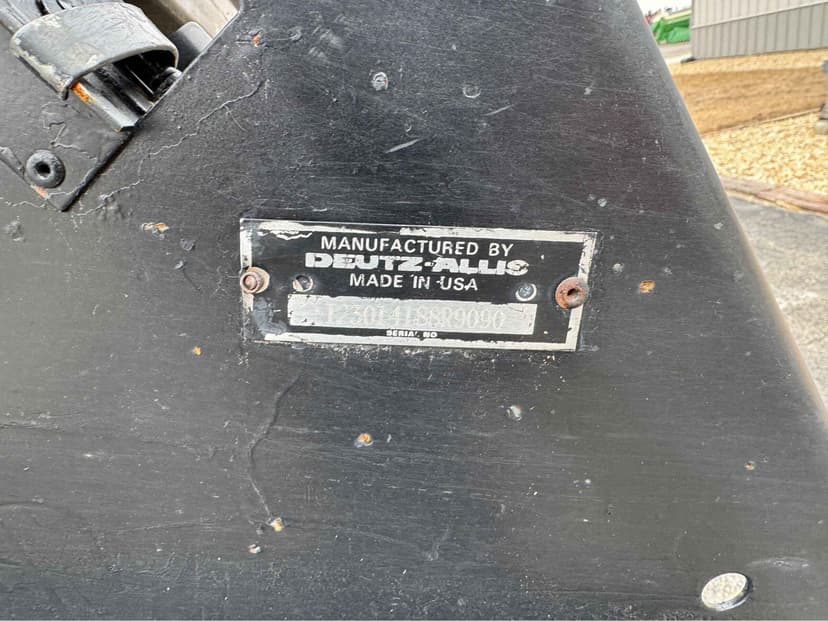 MANUFACTURED BY
DEUTZ-ALLIS
MADE IN USA
SERIAL NO